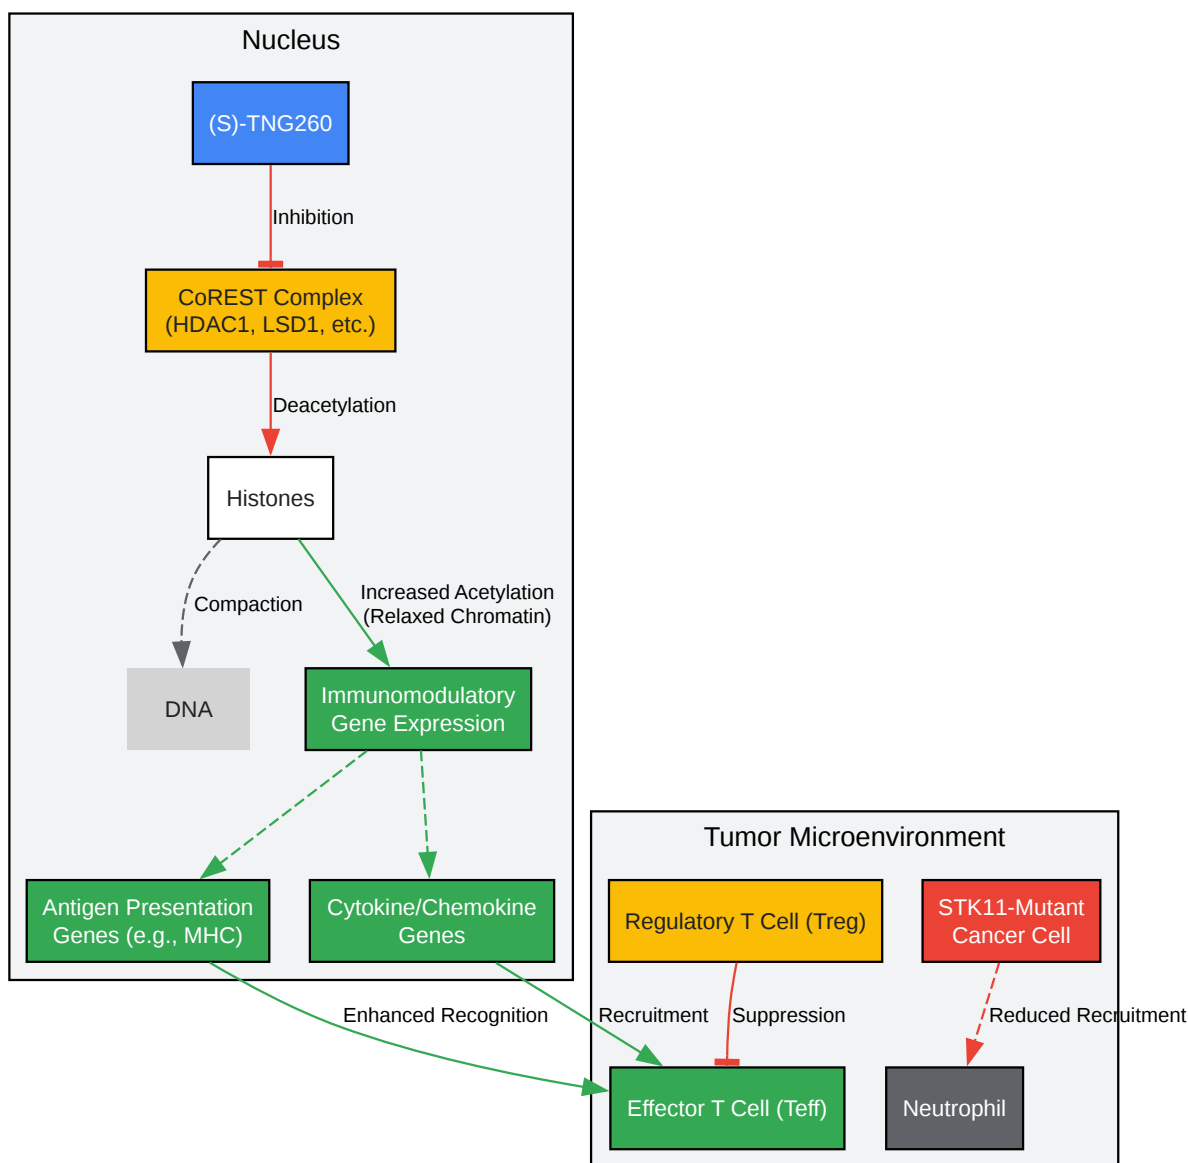 Nucleus
(S)-TNG260
Inhibition
CoREST Complex
(HDAC1, LSD1, etc.)
Deacetylation
Histones
Compaction
Increased Acetylation
(Relaxed Chromatin)
DNA
Immunomodulatory
Gene Expression
Antigen Presentation
Genes (e.g., MHC)
Cytokine/Chemokine
Genes
Tumor Microenvironment
Regulatory T Cell (Treg)
STK11-Mutant
Cancer Cell
Enhanced Recognition
Recruitment
Suppression
Reduced Recruitment
Effector T Cell (Teff)
Neutrophil